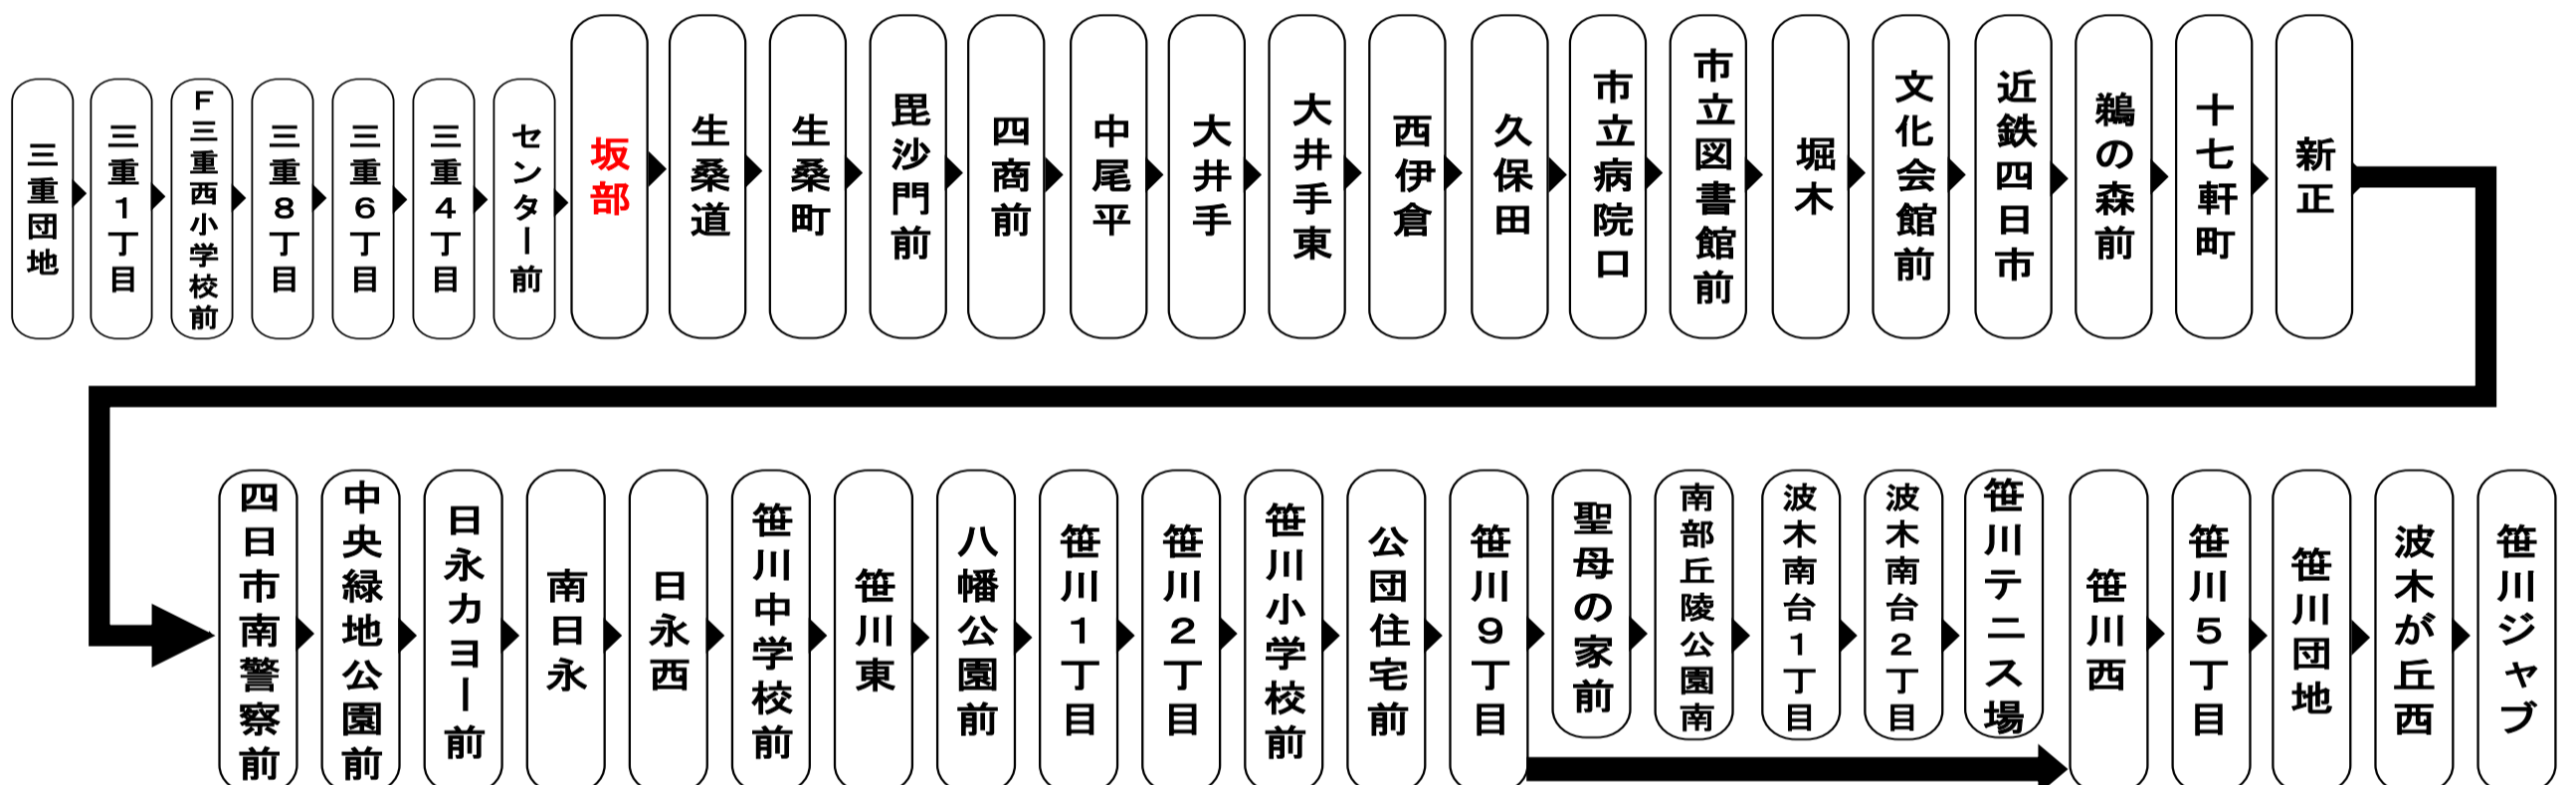 三重団地
三重1丁目
F三重西小学校前
三重8丁目
三重6丁目
三重4丁目
センター前
坂部
生桑道
生桑町
毘沙門前
四商前
中尾平
大井手
大井手東
西伊倉
久保田
市立病院口
市立図書館前
堀木
文化会館前
近鉄四日市
鵜の森前
十七軒町
新正
四日市南警察前
中央緑地公園前
日永カヨー前
南日永
日永西
笹川中学校前
笹川東
八幡公園前
笹川1丁目
笹川2丁目
笹川小学校前
公団住宅前
笹川9丁目
聖母の家前
南部丘陵公園南
波木南台1丁目
波木南台2丁目
笹川テニス場
笹川西
笹川5丁目
笹川団地
波木が丘西
笹川ジャブ